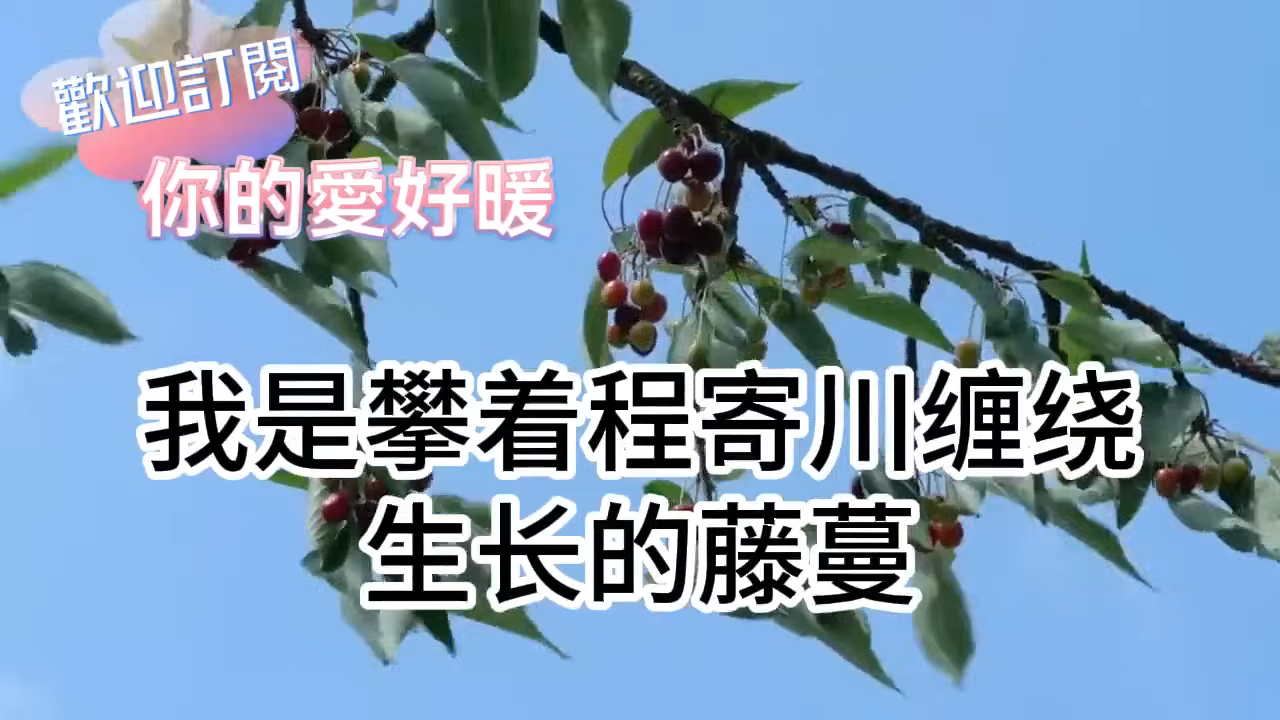 歡迎訂閱
你的愛好暖
我是攀着程寄川缠绕
生长的藤蔓